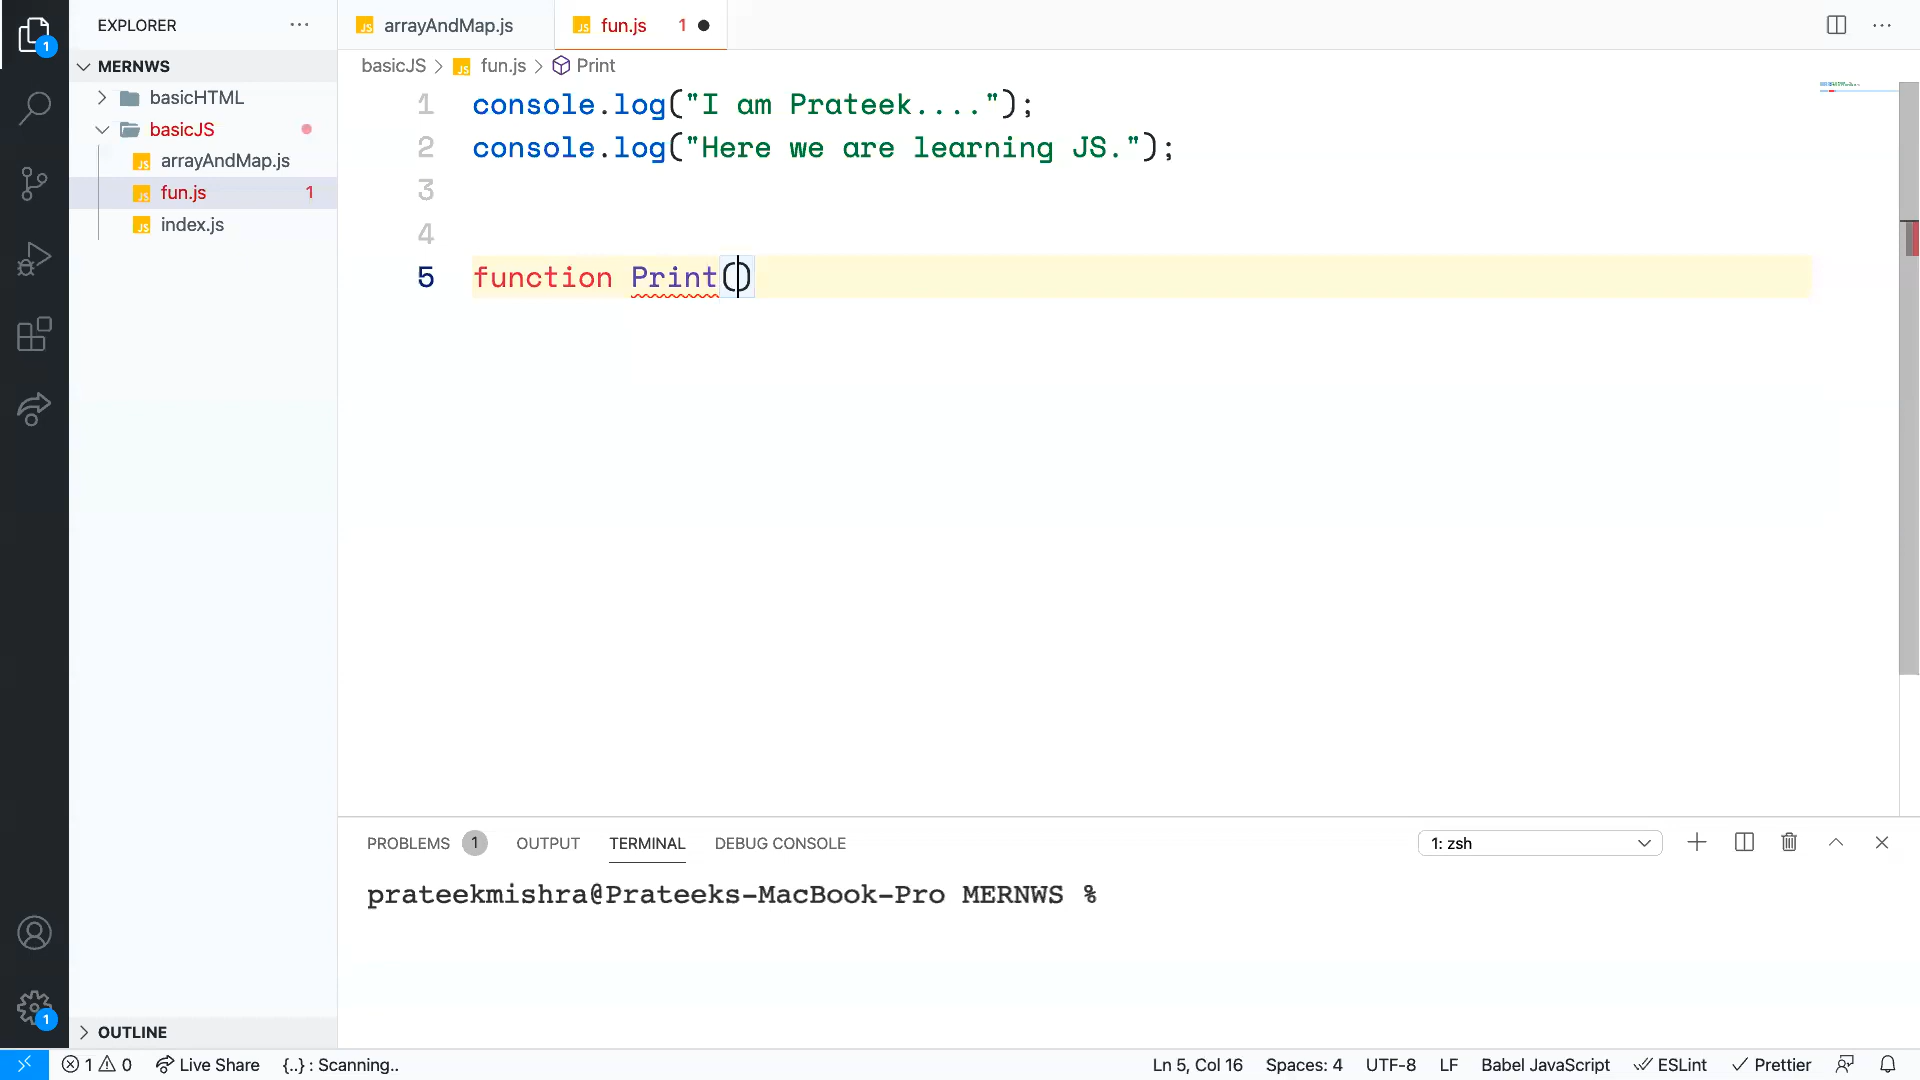 EXPLORER
arrayAndMap.js
fun.js 1
1
MERNWS
basicHTML
basicJS
arrayAndMap.js
fun.js 1
index.js
basicJS > fun.js > Print
1 console.log("I am Prateek....");
2 console.log("Here we are learning JS.");
3
4
5 function Print()
PROBLEMS 1 OUTPUT TERMINAL DEBUG CONSOLE 1: zsh
prateekmishra@Prateeks-MacBook-Pro MERNWS %
1
OUTLINE
1 0 Live Share {..} : Scanning.. Ln 5, Col 16 Spaces: 4 UTF-8 LF Babel JavaScript ESLint Prettier